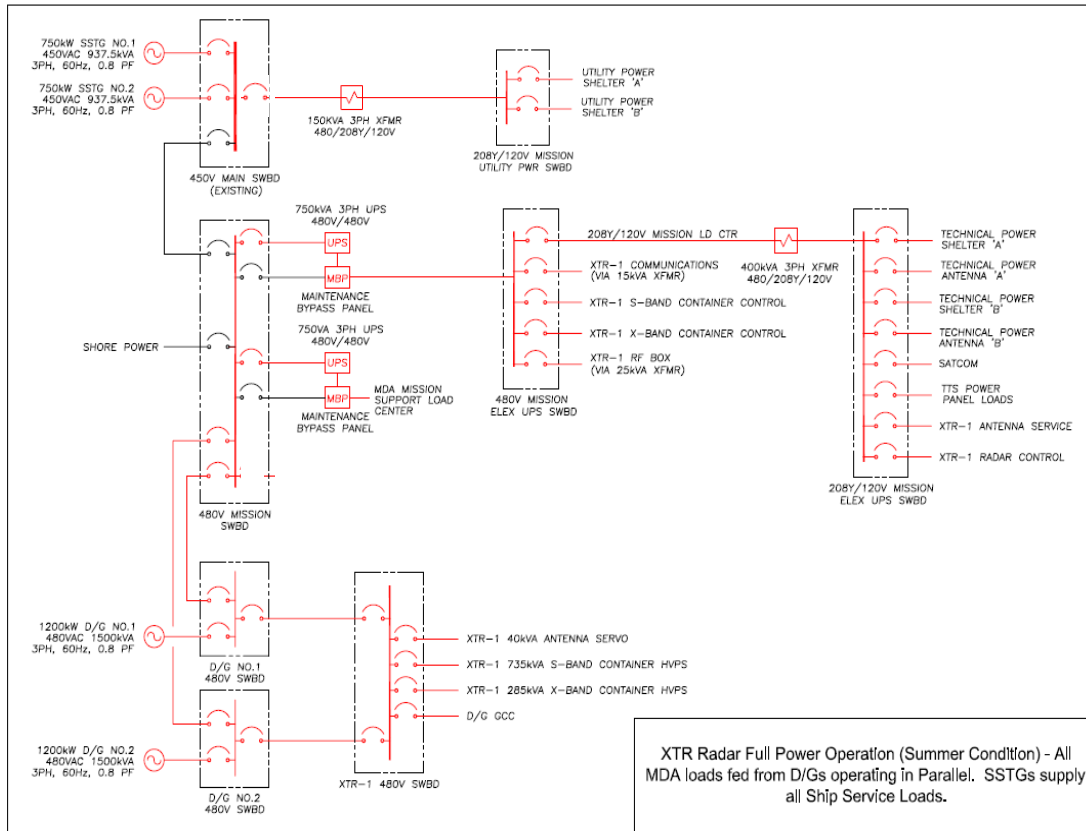 750kW SSTG NO.1
450VAC 937.5kVA
3PH, 60Hz, 0.8 PF
750kW SSTG NO.2
450VAC 937.5kVA
3PH, 60Hz, 0.8 PF
450V MAIN SWBD
(EXISTING)
150KVA 3PH XFMR
480/208Y/120V
UTILITY POWER
SHELTER 'A'
UTILITY POWER
SHELTER 'B'
208Y/120V MISSION
UTILITY PWR SWBD
750kVA 3PH UPS
480V/480V
UPS
MBP
MAINTENANCE
BYPASS PANEL
750VA 3PH UPS
480V/480V
UPS
MBP
MAINTENANCE
BYPASS PANEL
MDA MISSION
SUPPORT LOAD
CENTER
SHORE POWER
480V MISSION
SWBD
208Y/120V MISSION LD CTR
XTR-1 COMMUNICATIONS
(VIA 15kVA XFMR)
XTR-1 S-BAND CONTAINER CONTROL
XTR-1 X-BAND CONTAINER CONTROL
XTR-1 RF BOX
(VIA 25kVA XFMR)
480V MISSION
ELEX UPS SWBD
400kVA 3PH XFMR
480/208Y/120V
TECHNICAL POWER
SHELTER 'A'
TECHNICAL POWER
ANTENNA 'A'
TECHNICAL POWER
SHELTER 'B'
TECHNICAL POWER
ANTENNA 'B'
SATCOM
TTS POWER
PANEL LOADS
XTR-1 ANTENNA SERVICE
XTR-1 RADAR CONTROL
208Y/120V MISSION
ELEX UPS SWBD
1200kW D/G NO.1
480VAC 1500kVA
3PH, 60Hz, 0.8 PF
D/G NO.1
480V SWBD
1200kW D/G NO.2
480VAC 1500kVA
3PH, 60Hz, 0.8 PF
D/G NO.2
480V SWBD
XTR-1 40kVA ANTENNA SERVO
XTR-1 735kVA S-BAND CONTAINER HVPS
XTR-1 285kVA X-BAND CONTAINER HVPS
D/G GCC
XTR-1 480V SWBD
XTR Radar Full Power Operation (Summer Condition) - All
MDA loads fed from D/Gs operating in Parallel. SSTGs supply
all Ship Service Loads.